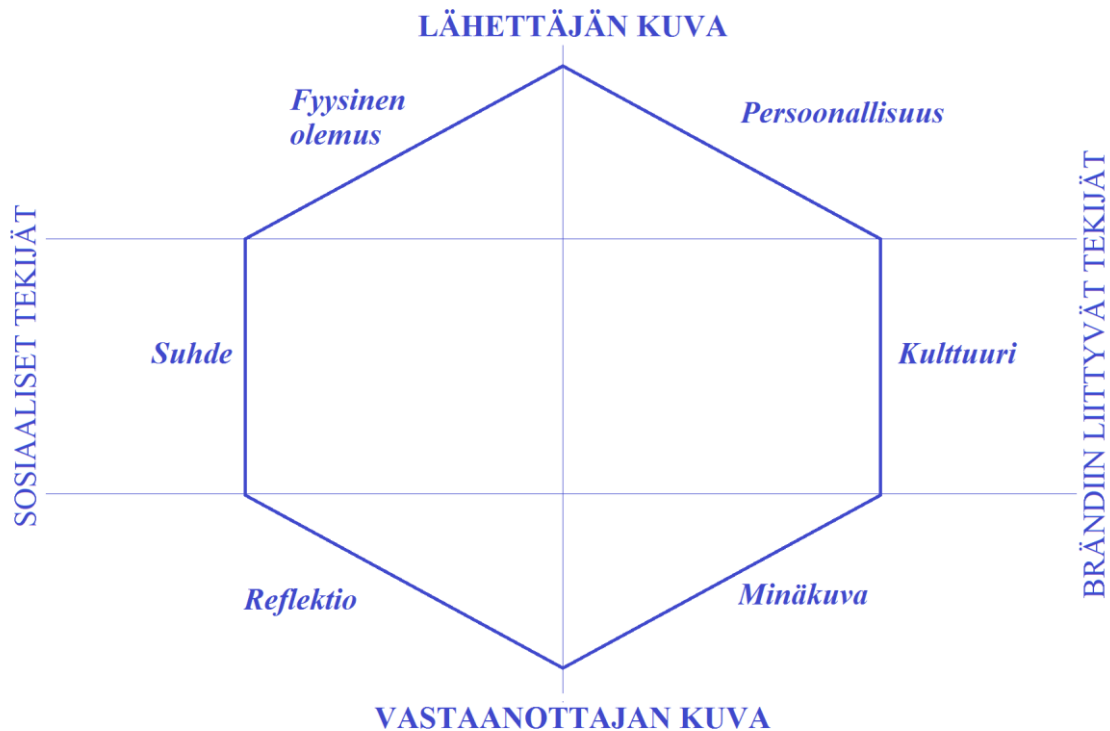 LÄHETTÄJÄN KUVA
Fyysinen
olemus
Persoonallisuus
SOSIAALISET TEKIJÄT
Suhde
Kulttuuri
BRÄNDIIN LIITTYVÄT TEKIJÄT
Reflektio
Minäkuva
VASTAANOTTAJAN KUVA